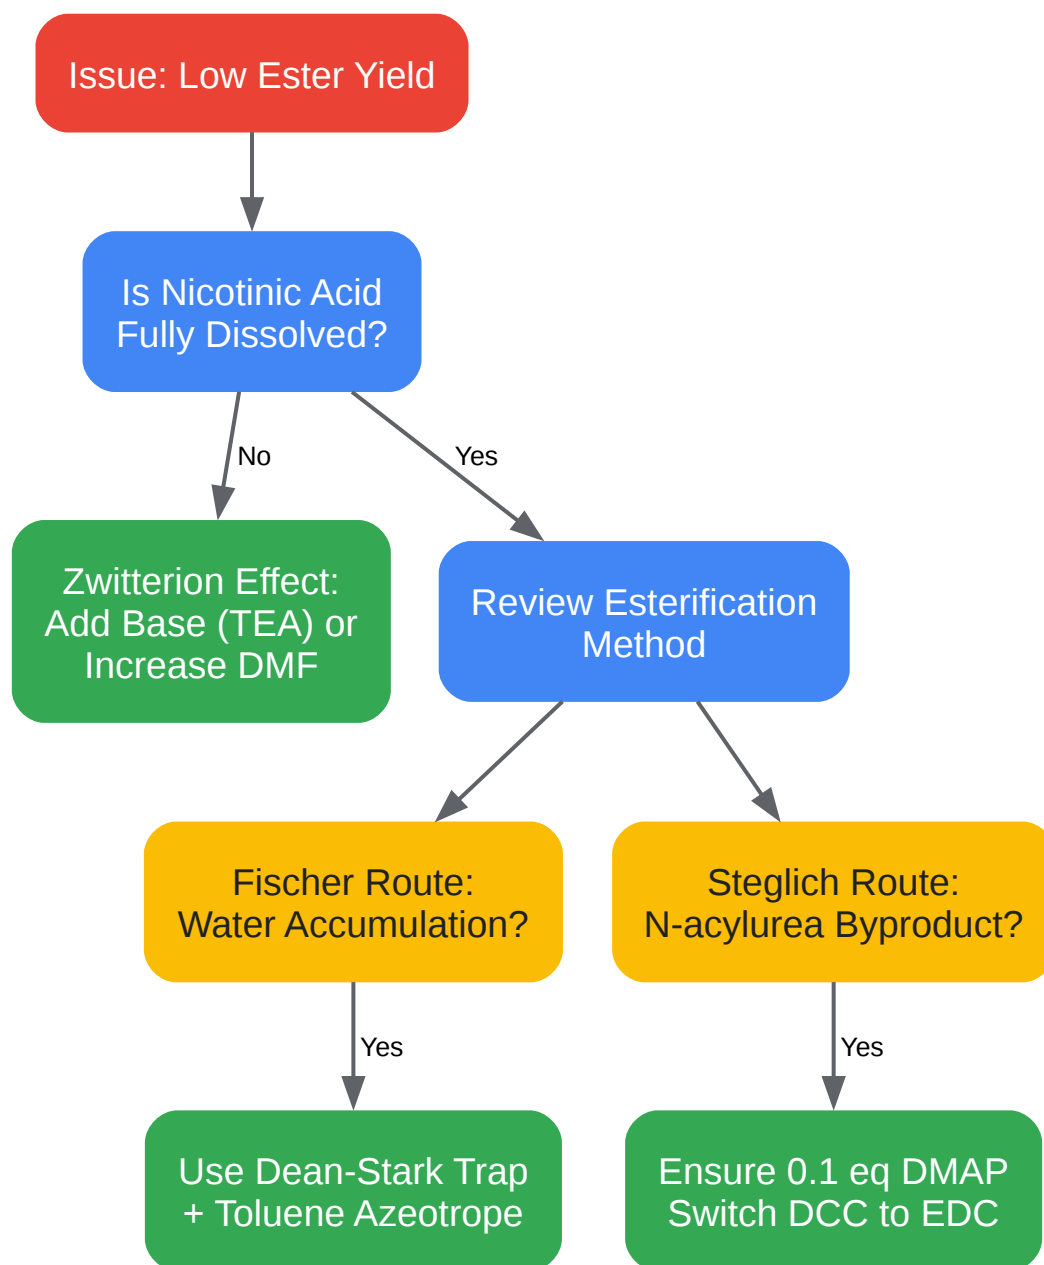 Issue: Low Ester Yield
Is Nicotinic Acid
Fully Dissolved?
No
Yes
Zwitterion Effect:
Add Base (TEA) or
Increase DMF
Review Esterification
Method
Fischer Route:
Water Accumulation?
Steglich Route:
N-acylurea Byproduct?
Yes
Yes
Use Dean-Stark Trap
+ Toluene Azeotrope
Ensure 0.1 eq DMAP
Switch DCC to EDC